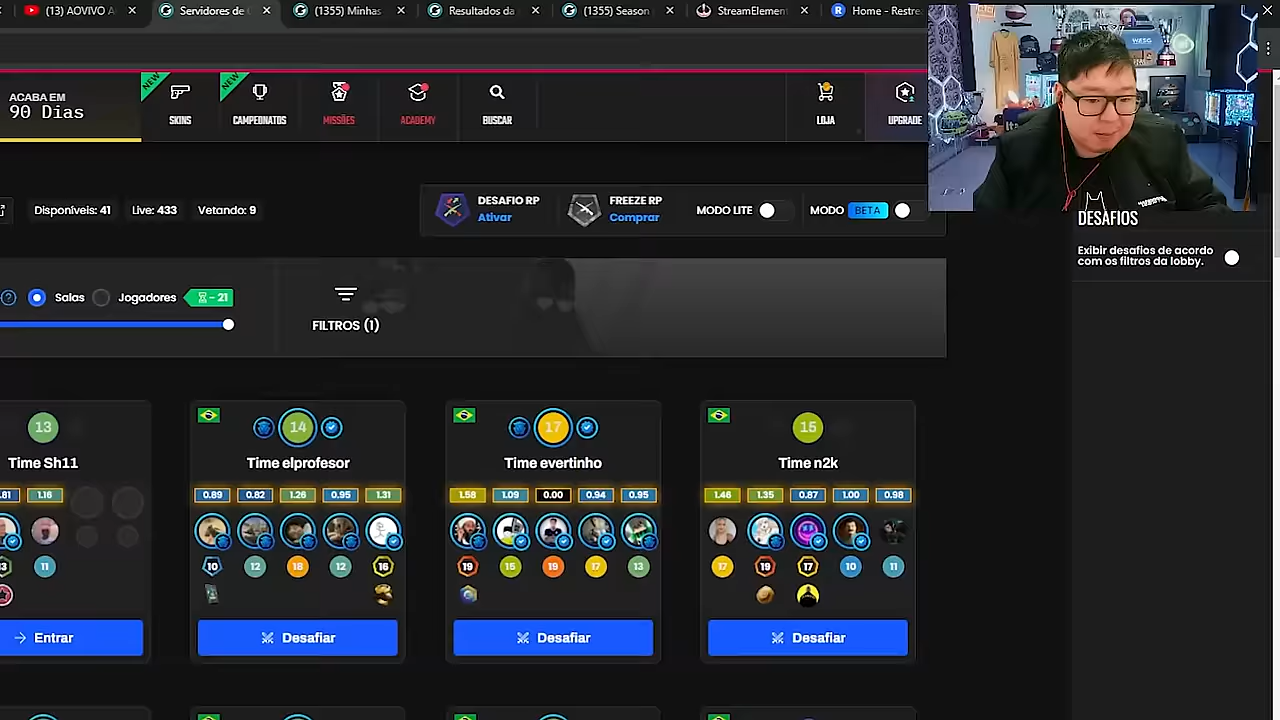 (13) AOVIVO A
Servidores de
(1355) Minhas
Resultados da
(1355) Season
StreamElement
Home - Restre
ACABA EM
90 Dias
NEW
SKINS
NEW
CAMPEONATOS
MISSÕES
ACADEMY
BUSCAR
LOJA
UPGRADE
Disponíveis: 41
Live: 433
Vetando: 9
DESAFIO RP
Ativar
FREEZE RP
Comprar
MODO LITE
MODO BETA
DESAFIOS
Exibir desafios de acordo
com os filtros da lobby.
Salas
Jogadores
- 21
FILTROS (1)
13
Time Sh11
.81 1.16
13 11
Entrar
14
Time elprofesor
0.89 0.82 1.26 0.95 1.31
10 12 18 12 16
Desafiar
17
Time evertinho
1.58 1.09 0.00 0.94 0.95
19 15 19 17 13
Desafiar
15
Time n2k
1.46 1.35 0.87 1.00 0.98
17 19 17 10 11
Desafiar